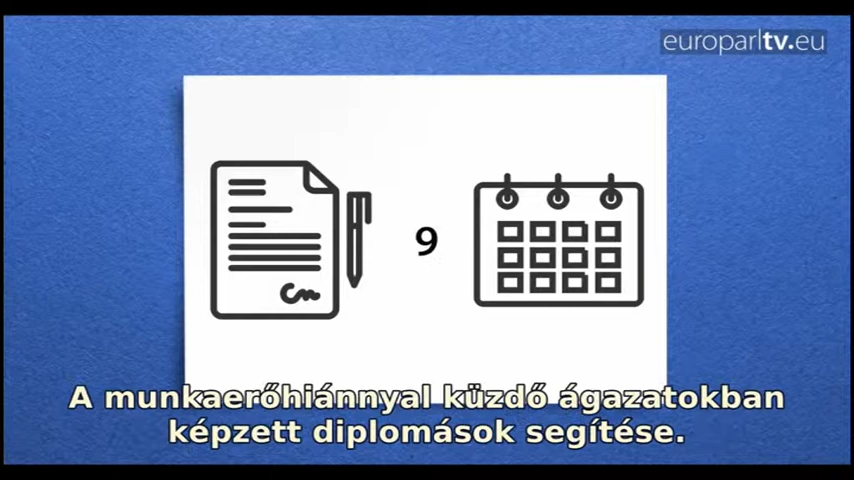 europarltv.eu
9
A munkaerőhiánnyal küzdő ágazatokban
képzett diplomások segítése.